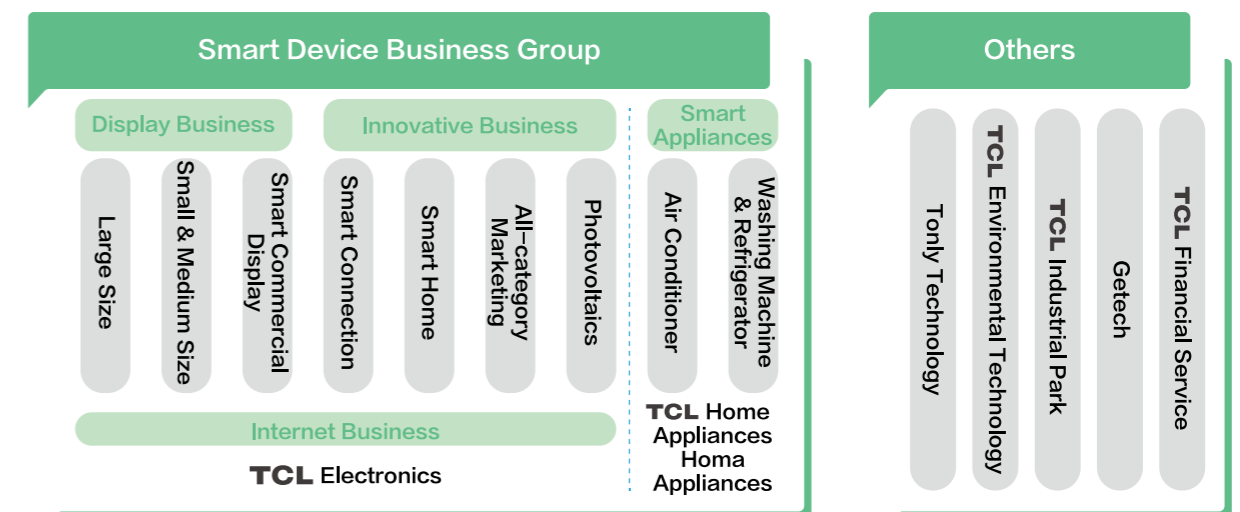 Smart Device Business Group
Display Business
Innovative Business
Smart
Appliances
Large Size
Small & Medium Size
Smart Commercial
Display
Smart Connection
Smart Home
All-category
Marketing
Photovoltaics
Air Conditioner
Washing Machine
& Refrigerator
Internet Business
TCL Electronics
TCL Home
Appliances
Homa
Appliances
Others
Tonly Technology
TCL Environmental Technology
TCL Industrial Park
Getech
TCL Financial Service